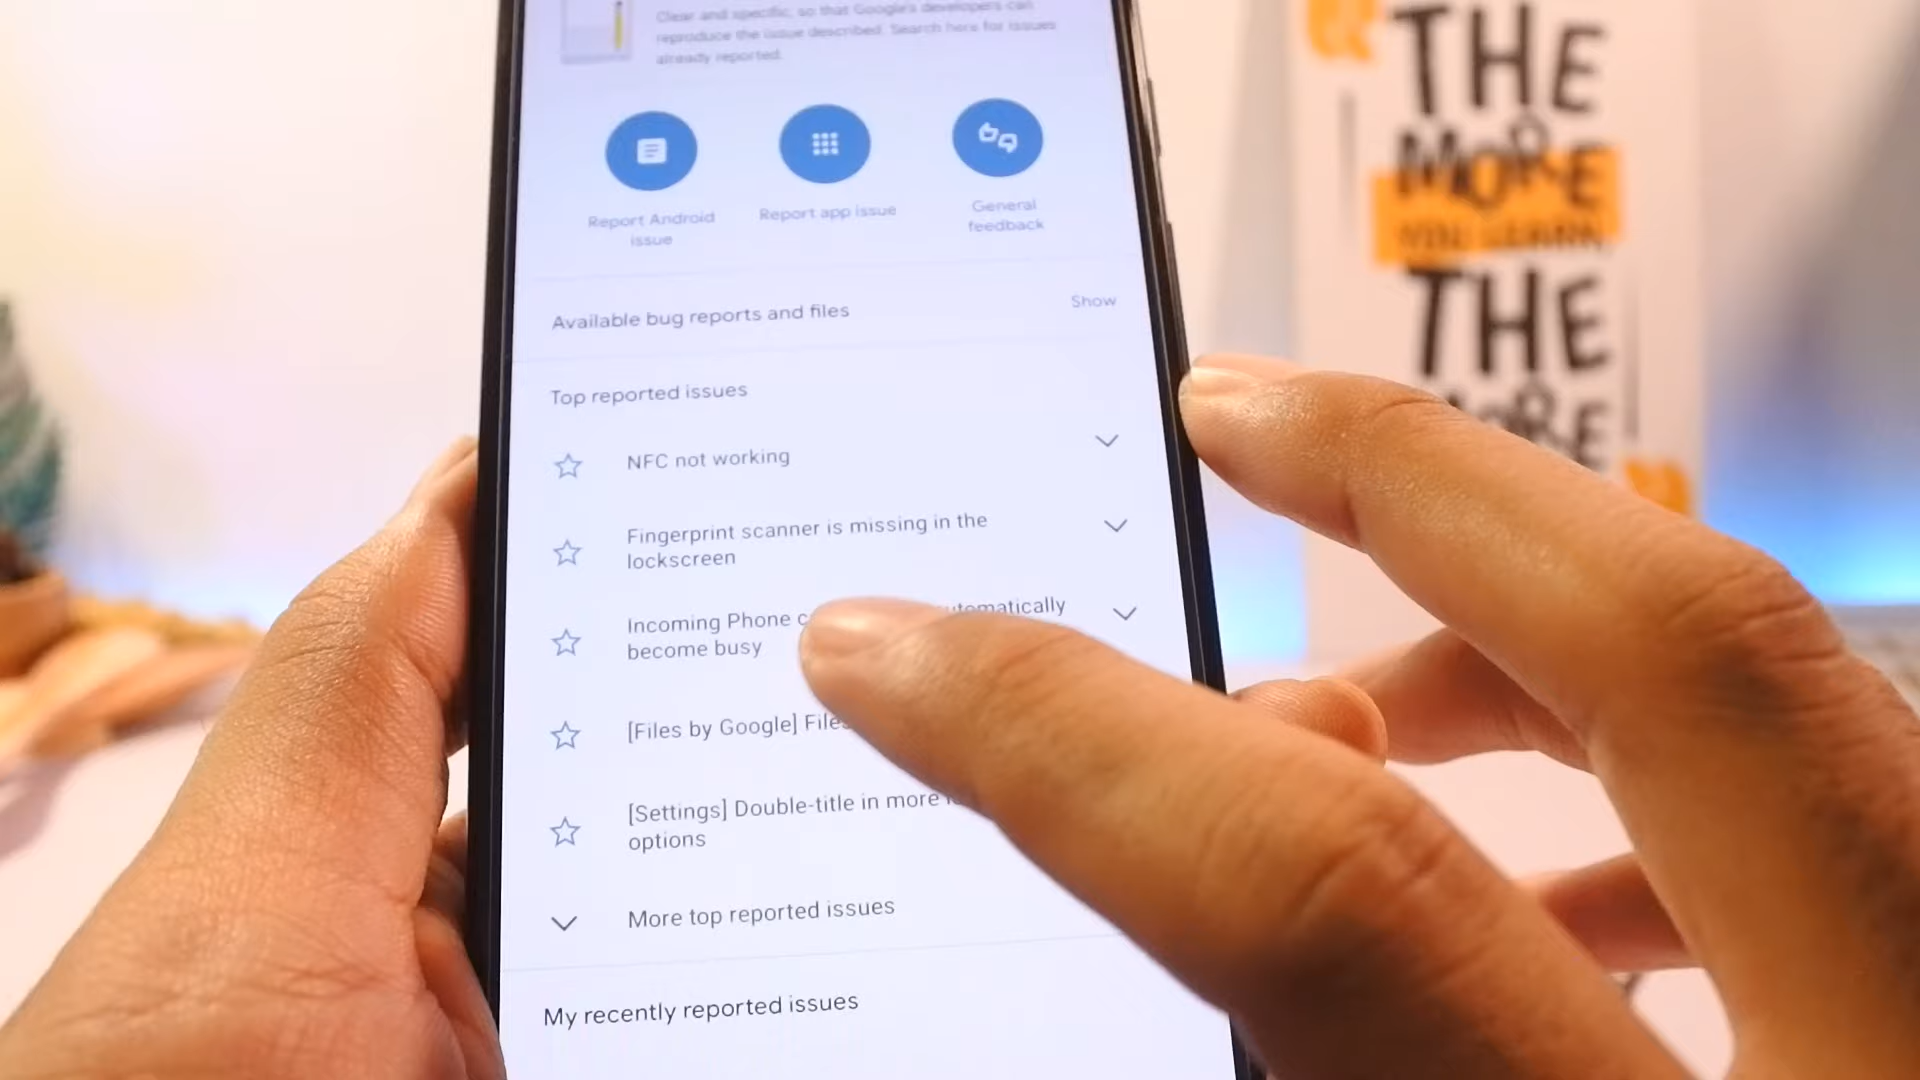 Clear and specific, so that Google's developers can
reproduce the issue described. Search here for issues
already reported.
Report Android
issue
Report app issue
General
feedback
Available bug reports and files
Show
Top reported issues
NFC not working
Fingerprint scanner is missing in the
lockscreen
Incoming Phone
become busy
[Files by Google]
[Settings] Double-title in more
options
More top reported issues
My recently reported issues
THE
MORE
YOU LEARN
THE
MORE